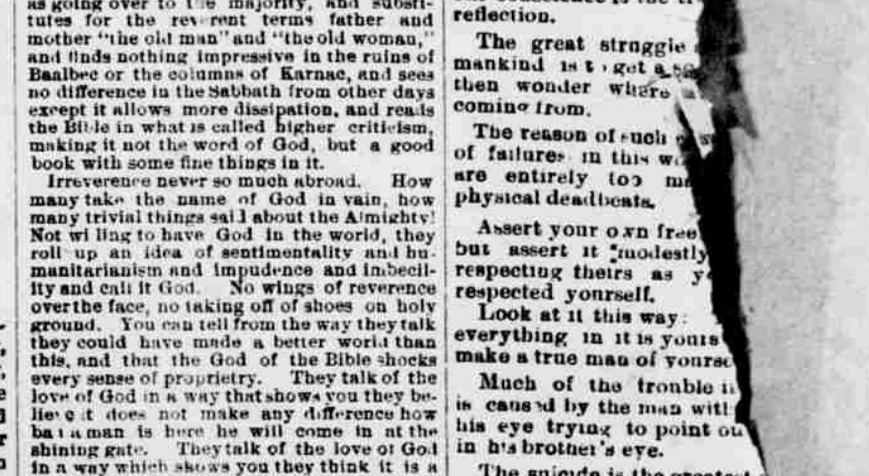 as going over to the majority, and substi-
tutes for the reverent terms father and
mother "the old man" and "the old woman,"
and finds nothing impressive in the ruins of
Baalbec or the columns of Karnac, and sees
no difference in the Sabbath from other days
except it allows more dissipation, and reads
the Bible in what is called higher criticism,
making it not the word of God, but a good
book with some fine things in it.
Irreverence never so much abroad. How
many take the name of God in vain, how
many trivial things said about the Almighty!
Not willing to have God in the world, they
roll up an idea of sentimentality and hu-
manitarianism and impudence and imbecil-
ity and call it God. No wings of reverence
over the face, no taking off of shoes on holy
ground. You can tell from the way they talk
they could have made a better world than
this, and that the God of the Bible shocks
every sense of proprietry. They talk of the
love of God in a way that shows you they be-
lieve it does not make any difference how
bad a man is here he will come in at the
shining gate. They talk of the love of God
in a way which shows you they think it is a
reflection.
The great struggle
mankind is to get a
then wonder where
coming from.
The reason of such
of failures in this
are entirely too
physical deadbeats.
Assert your own free
but assert it modestly
respecting theirs as
respected yourself.
Look at it this way:
everything in it is yours
make a true man of
Much of the trouble
is caused by the man with
his eye trying to point
in his brother's eye.
The suicide is the greatest